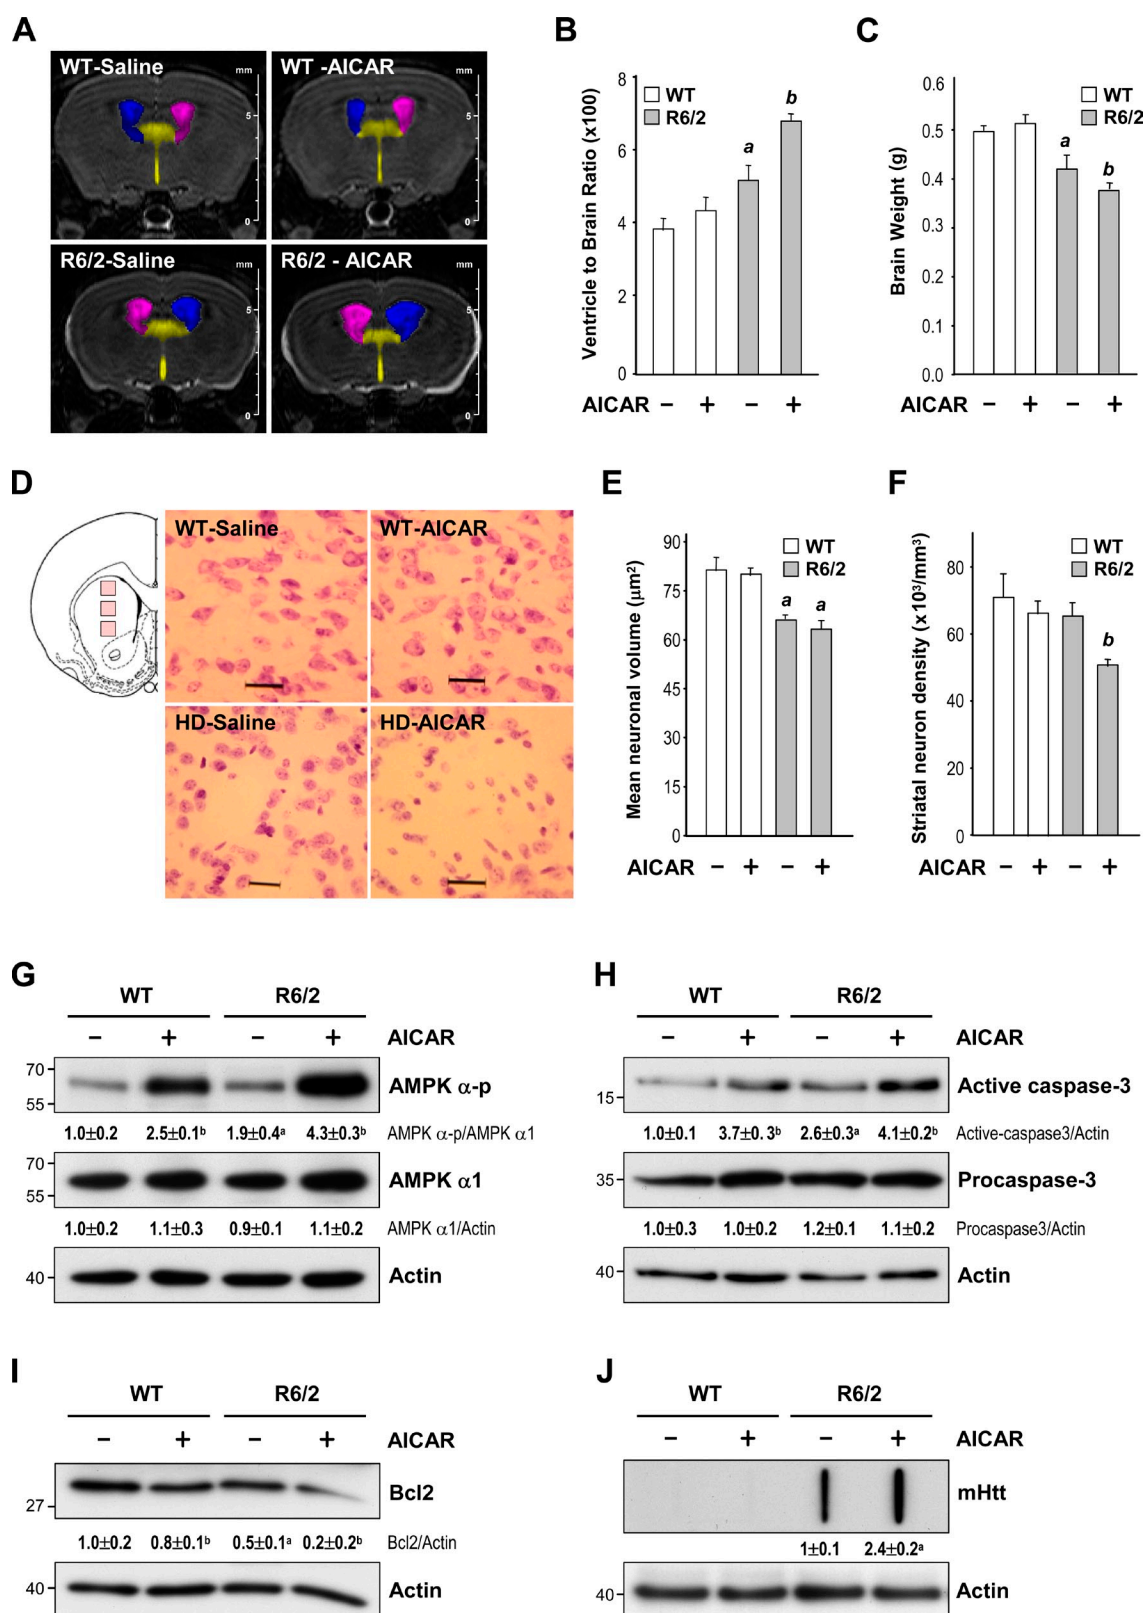 A
WT-Saline
mm
5
0
WT -AICAR
mm
5
0
R6/2-Saline
mm
5
0
R6/2 - AICAR
mm
5
0
B
Ventricle to Brain Ratio (x100)
8
6
4
2
0
WT
R6/2
a
b
AICAR − + − +
C
Brain Weight (g)
0.6
0.5
0.4
0.3
0.2
0.1
0.0
WT
R6/2
a
b
AICAR − + − +
D
WT-Saline
WT-AICAR
HD-Saline
HD-AICAR
E
Mean neuronal volume (μm²)
90
75
60
45
30
15
0
WT
R6/2
a a
AICAR − + − +
F
Striatal neuron density (x10³/mm³)
80
60
40
20
0
WT
R6/2
b
AICAR − + − +
G
WT R6/2
− + − + AICAR
70
55
AMPK α-p
1.0±0.2 2.5±0.1ᵇ 1.9±0.4ᵃ 4.3±0.3ᵇ AMPK α-p/AMPK α1
70
55
AMPK α1
1.0±0.2 1.1±0.3 0.9±0.1 1.1±0.2 AMPK α1/Actin
40 Actin
H
WT R6/2
− + − + AICAR
15 Active caspase-3
1.0±0.1 3.7±0.3ᵇ 2.6±0.3ᵃ 4.1±0.2ᵇ Active-caspase3/Actin
35 Procaspase-3
1.0±0.3 1.0±0.2 1.2±0.1 1.1±0.2 Procaspase3/Actin
40 Actin
I
WT R6/2
− + − + AICAR
27 Bcl2
1.0±0.2 0.8±0.1ᵇ 0.5±0.1ᵃ 0.2±0.2ᵇ Bcl2/Actin
40 Actin
J
WT R6/2
− + − + AICAR
mHtt
1±0.1 2.4±0.2ᵃ
40 Actin